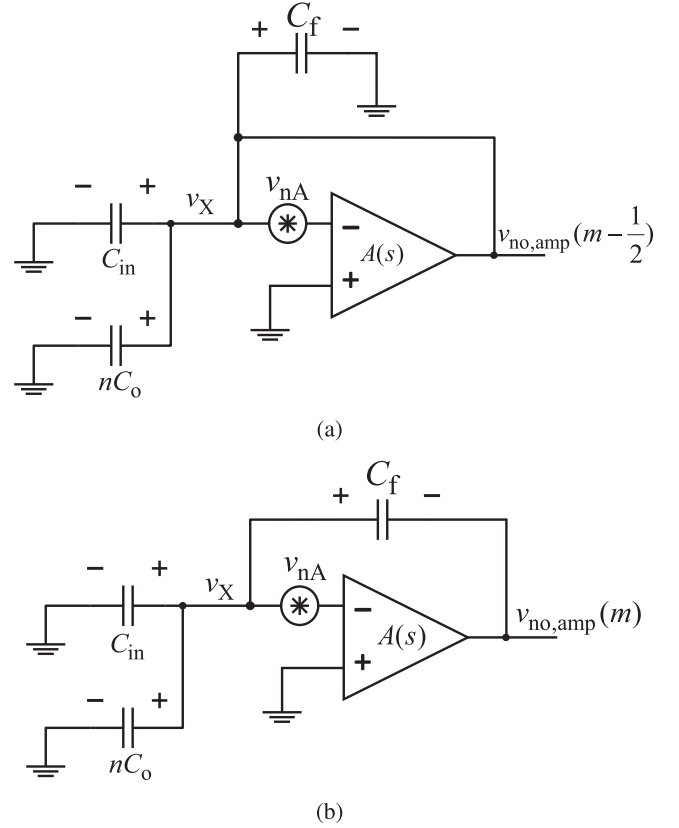 + C_f −
− + v_X v_nA
C_in
−
A(s)
+
v_no,amp(m − 1/2)
− +
nC_o
(a)
+ C_f −
− + v_X v_nA
C_in
−
A(s)
+
v_no,amp(m)
− +
nC_o
(b)